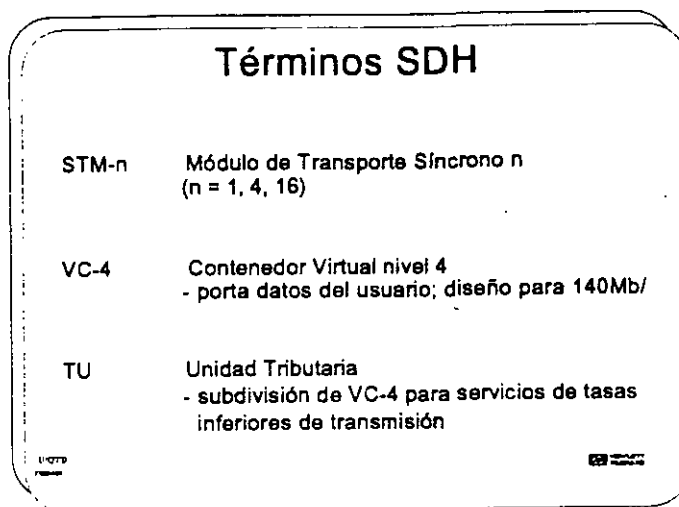 Términos SDH
STM-n Módulo de Transporte Síncrono n
(n = 1, 4, 16)
VC-4 Contenedor Virtual nivel 4
- porta datos del usuario; diseño para 140Mb/
TU Unidad Tributaria
- subdivisión de VC-4 para servicios de tasas
inferiores de transmisión